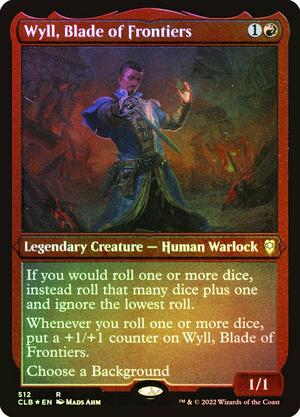 Wyll, Blade of Frontiers 1
Legendary Creature — Human Warlock
If you would roll one or more dice,
instead roll that many dice plus one
and ignore the lowest roll.
Whenever you roll one or more dice,
put a +1/+1 counter on Wyll, Blade of
Frontiers.
Choose a Background
1/1
512 R
CLB ★ EN Mads Ahm
™ & © 2022 Wizards of the Coast